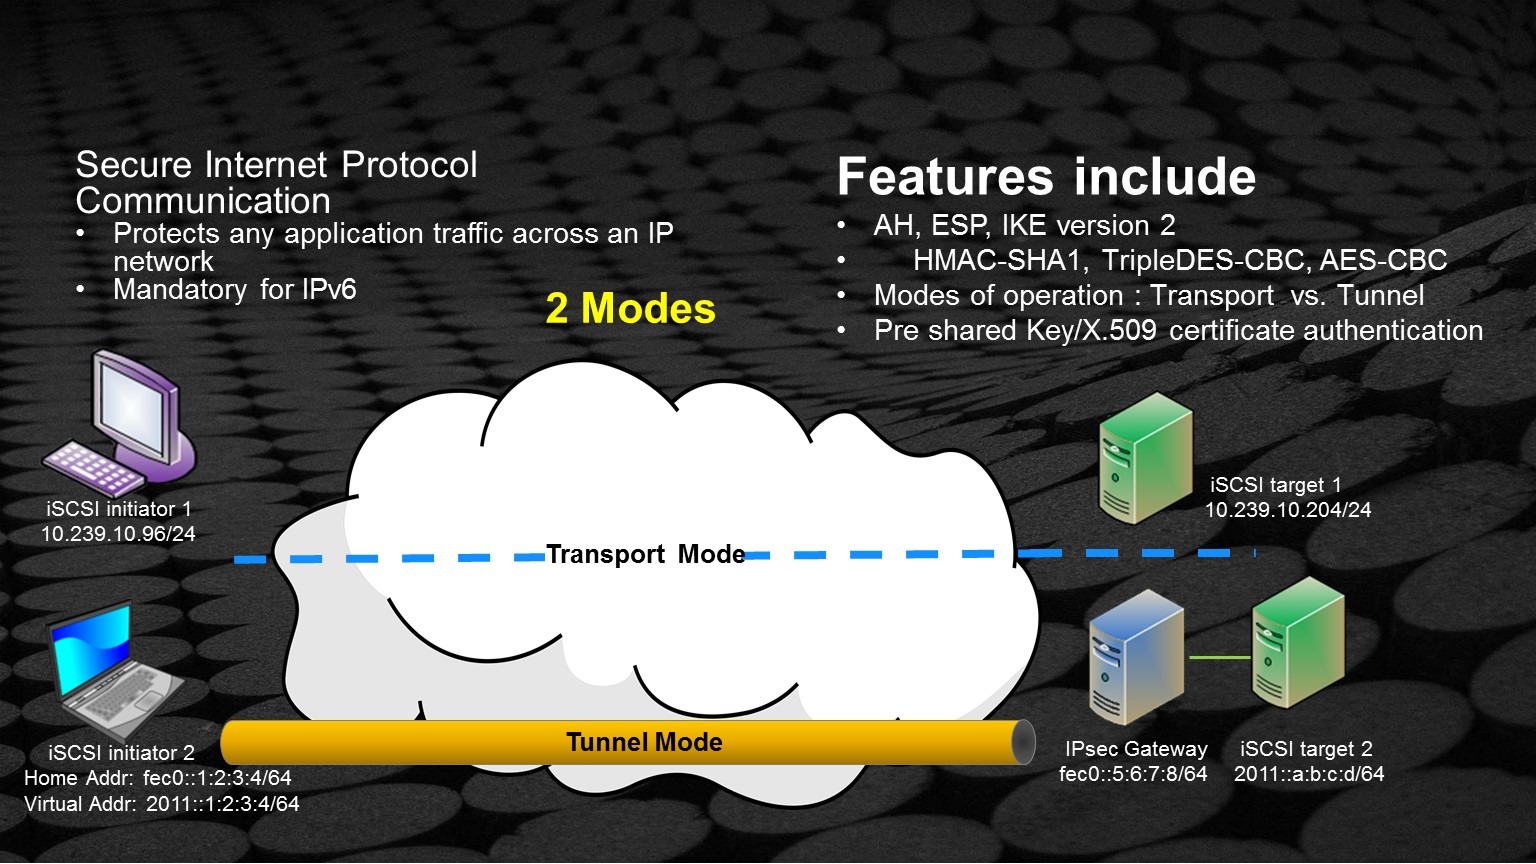 Secure Internet Protocol
Communication
• Protects any application traffic across an IP
network
• Mandatory for IPv6
Features include
• AH, ESP, IKE version 2
• HMAC-SHA1, TripleDES-CBC, AES-CBC
• Modes of operation : Transport vs. Tunnel
• Pre shared Key/X.509 certificate authentication
2 Modes
iSCSI initiator 1
10.239.10.96/24
iSCSI target 1
10.239.10.204/24
Transport Mode
Tunnel Mode
iSCSI initiator 2
Home Addr: fec0::1:2:3:4/64
Virtual Addr: 2011::1:2:3:4/64
IPsec Gateway
fec0::5:6:7:8/64
iSCSI target 2
2011::a:b:c:d/64